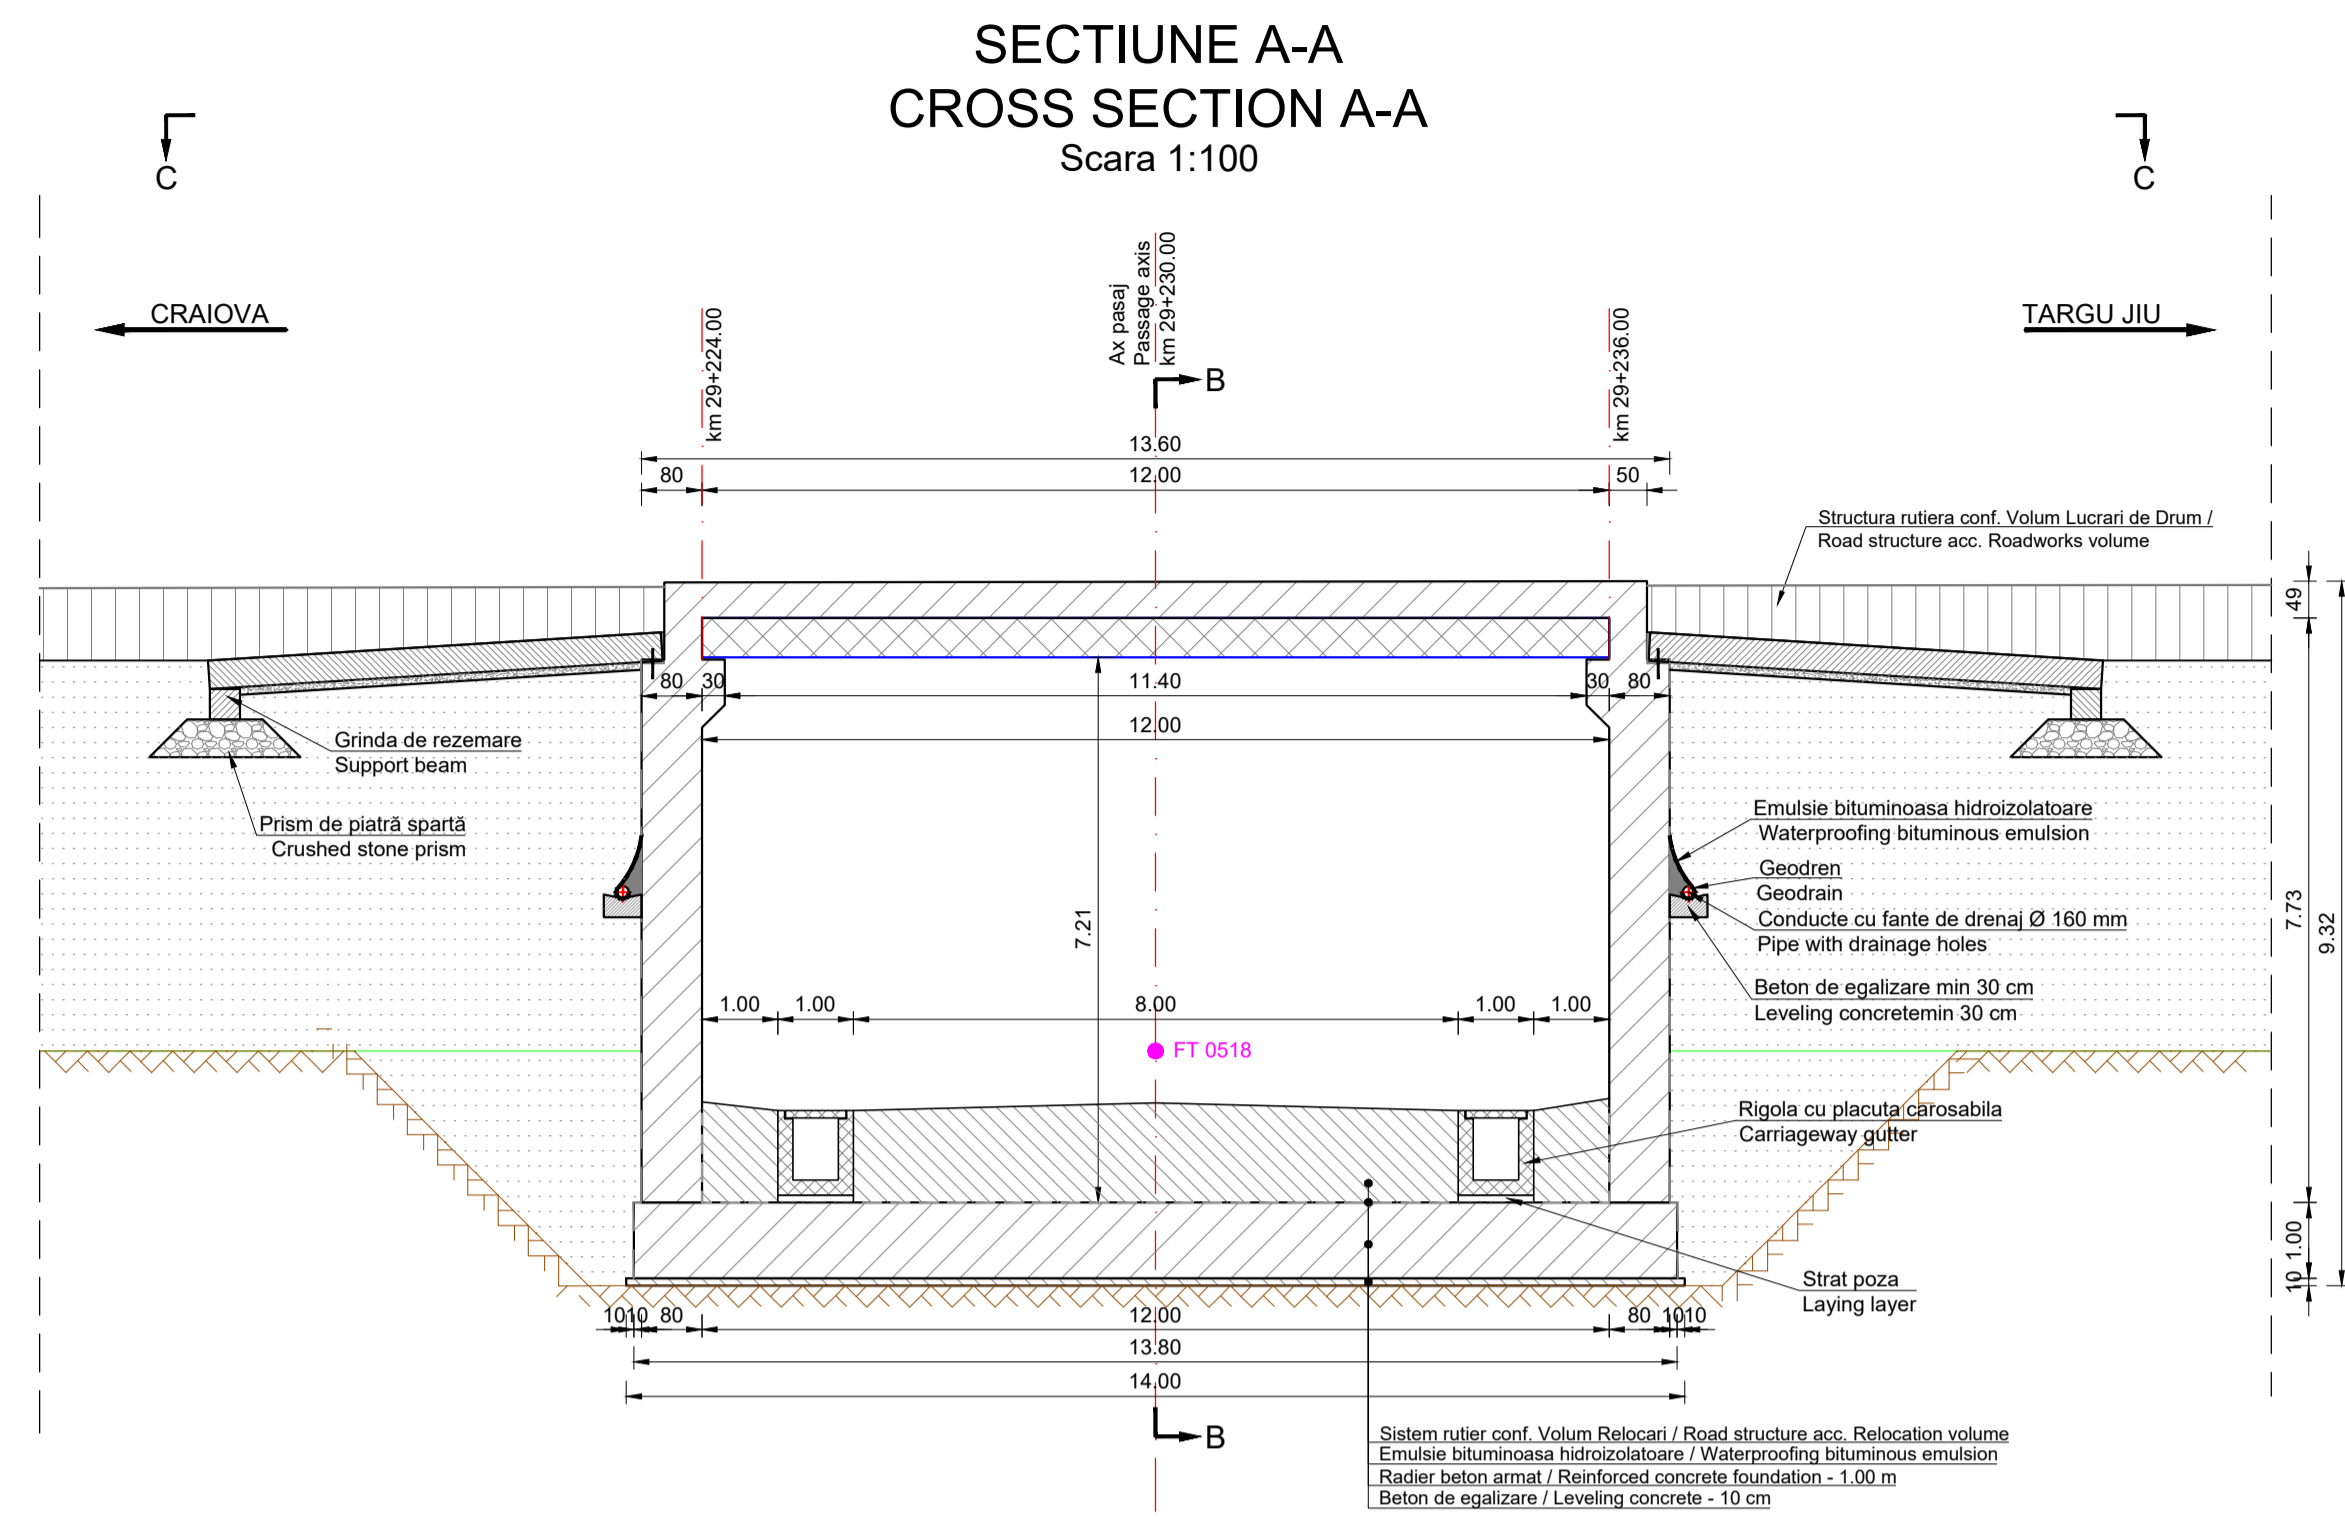 SECTIUNE A-A
CROSS SECTION A-A
Scara 1:100
C
C
CRAIOVA
TARGU JIU
Ax pasaj
Passage axis
km 29+230.00
km 29+224.00
km 29+236.00
B
13.60
80
12.00
50
Structura rutiera conf. Volum Lucrari de Drum /
Road structure acc. Roadworks volume
49
80
30
11.40
30
80
12.00
Grinda de rezemare
Support beam
Prism de piatră spartă
Crushed stone prism
Emulsie bituminoasa hidroizolatoare
Waterproofing bituminous emulsion
Geodren
Geodrain
Conducte cu fante de drenaj Ø 160 mm
Pipe with drainage holes
Beton de egalizare min 30 cm
Leveling concretemin 30 cm
7.21
7.73
9.32
1.00
1.00
8.00
1.00
1.00
FT 0518
Rigola cu placuta carosabila
Carriageway gutter
1.00
10
Strat poza
Laying layer
10
10
80
12.00
80
10
10
13.80
14.00
B
Sistem rutier conf. Volum Relocari / Road structure acc. Relocation volume
Emulsie bituminoasa hidroizolatoare / Waterproofing bituminous emulsion
Radier beton armat / Reinforced concrete foundation - 1.00 m
Beton de egalizare / Leveling concrete - 10 cm